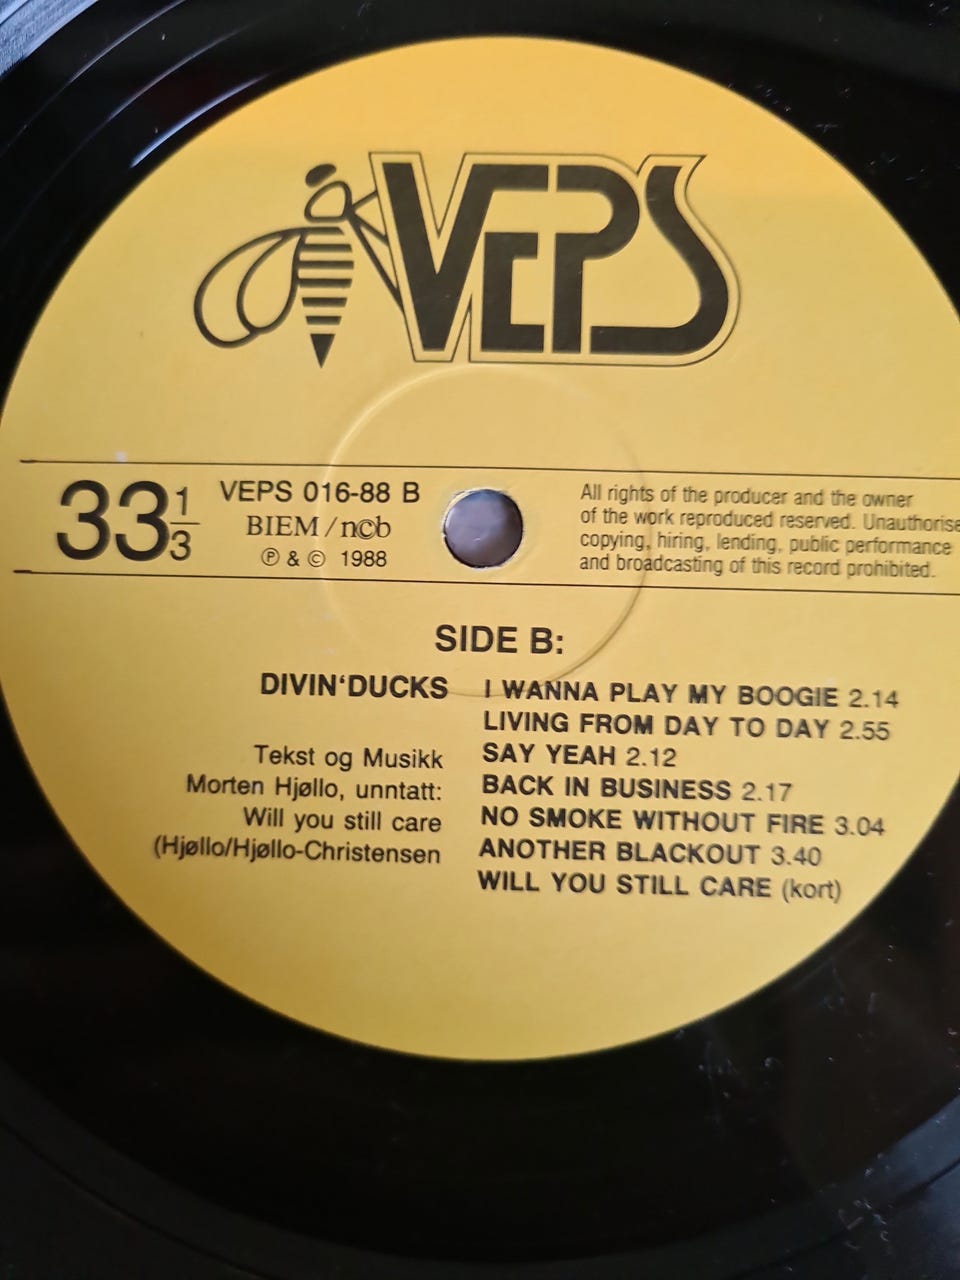 VEPS
33 1/3
VEPS 016-88 B
BIEM/n©b
℗ & © 1988
All rights of the producer and the owner
of the work reproduced reserved. Unauthorise
copying, hiring, lending, public performance
and broadcasting of this record prohibited.
SIDE B:
DIVIN‘DUCKS
I WANNA PLAY MY BOOGIE 2.14
LIVING FROM DAY TO DAY 2.55
SAY YEAH 2.12
BACK IN BUSINESS 2.17
NO SMOKE WITHOUT FIRE 3.04
ANOTHER BLACKOUT 3.40
WILL YOU STILL CARE (kort)
Tekst og Musikk
Morten Hjøllo, unntatt:
Will you still care
(Hjøllo/Hjøllo-Christensen